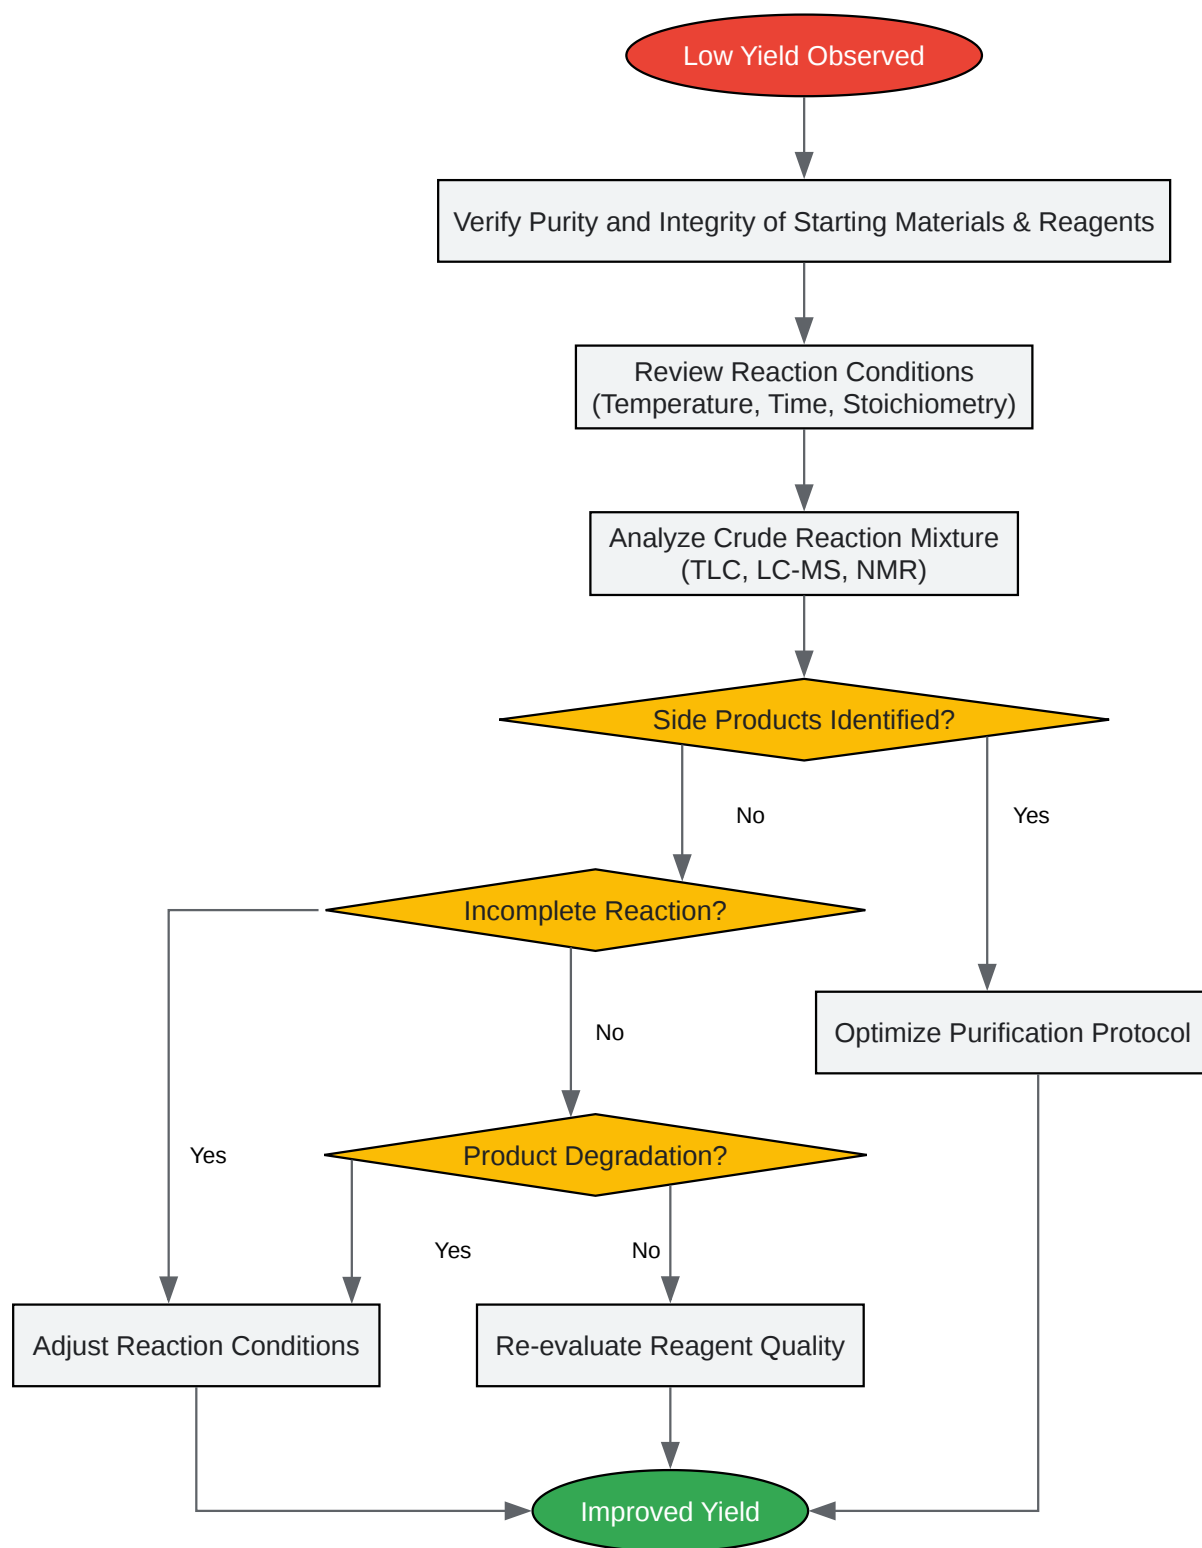 Low Yield Observed
Verify Purity and Integrity of Starting Materials & Reagents
Review Reaction Conditions
(Temperature, Time, Stoichiometry)
Analyze Crude Reaction Mixture
(TLC, LC-MS, NMR)
Side Products Identified?
No
Yes
Incomplete Reaction?
No
Optimize Purification Protocol
Yes
Product Degradation?
Yes
No
Adjust Reaction Conditions
Re-evaluate Reagent Quality
Improved Yield